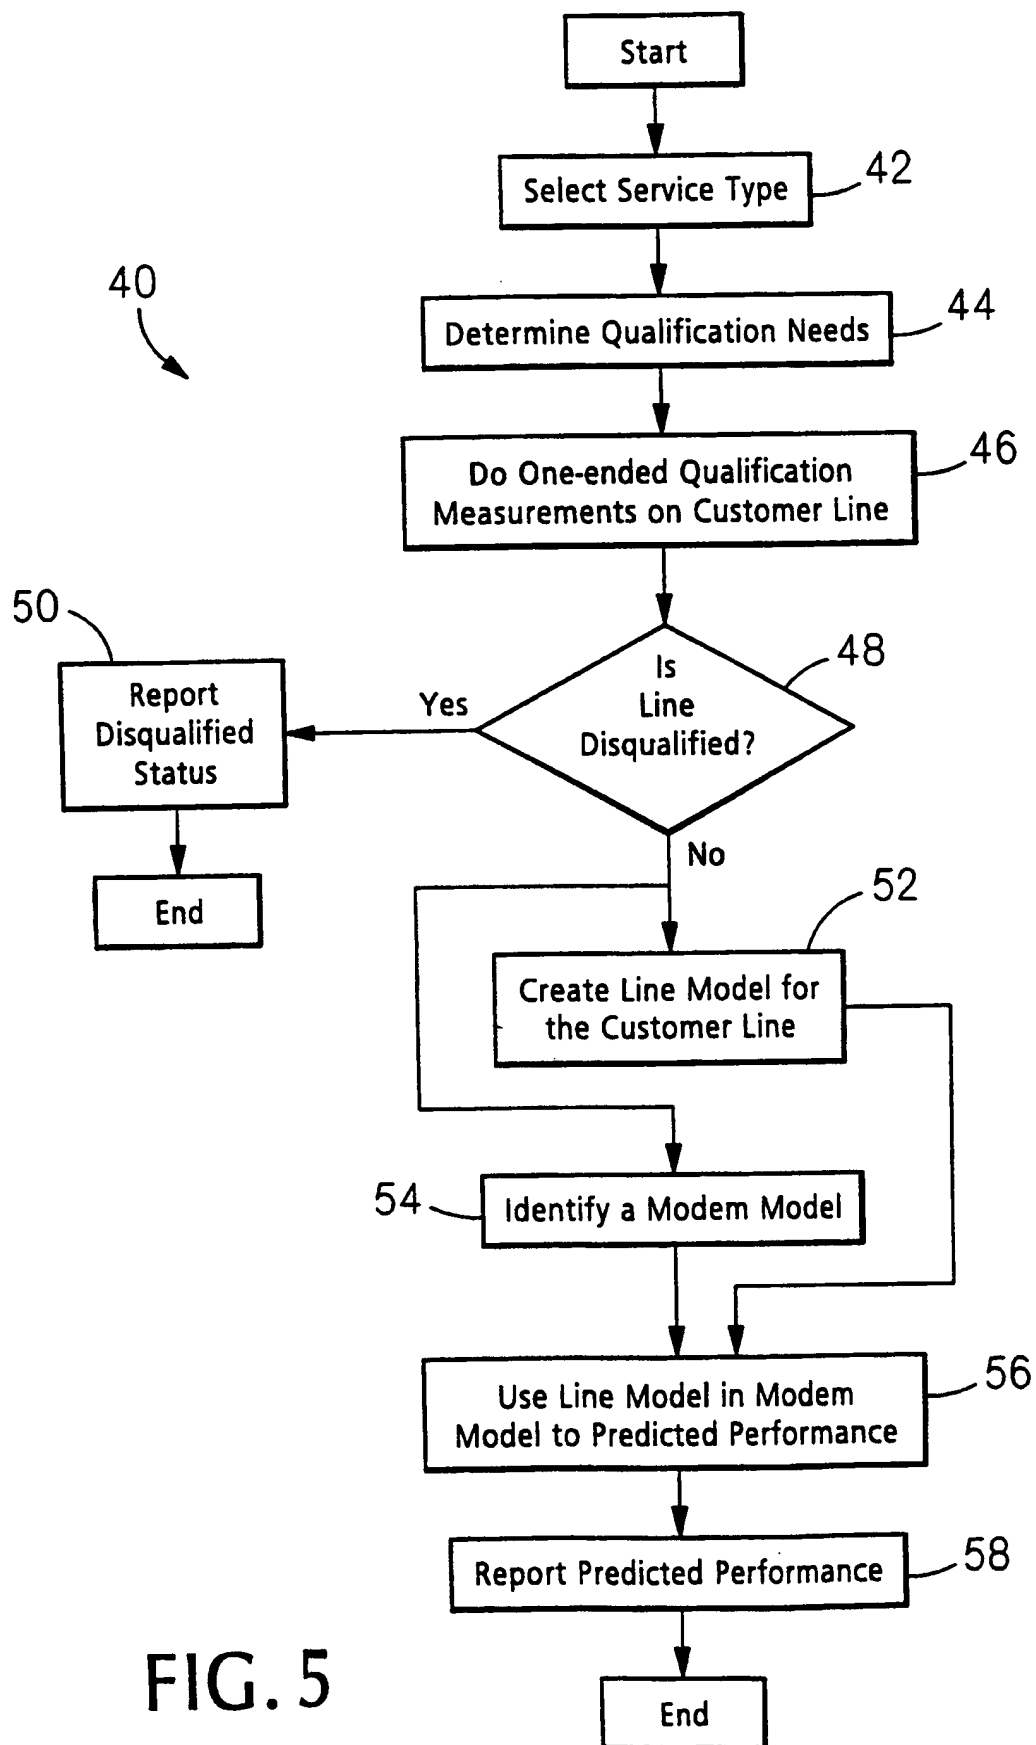 Start
Select Service Type
42
40
Determine Qualification Needs
44
Do One-ended Qualification
Measurements on Customer Line
46
50
Report
Disqualified
Status
Yes
Is
Line
Disqualified?
48
No
End
52
Create Line Model for
the Customer Line
54
Identify a Modem Model
Use Line Model in Modem
Model to Predicted Performance
56
Report Predicted Performance
58
End
FIG. 5